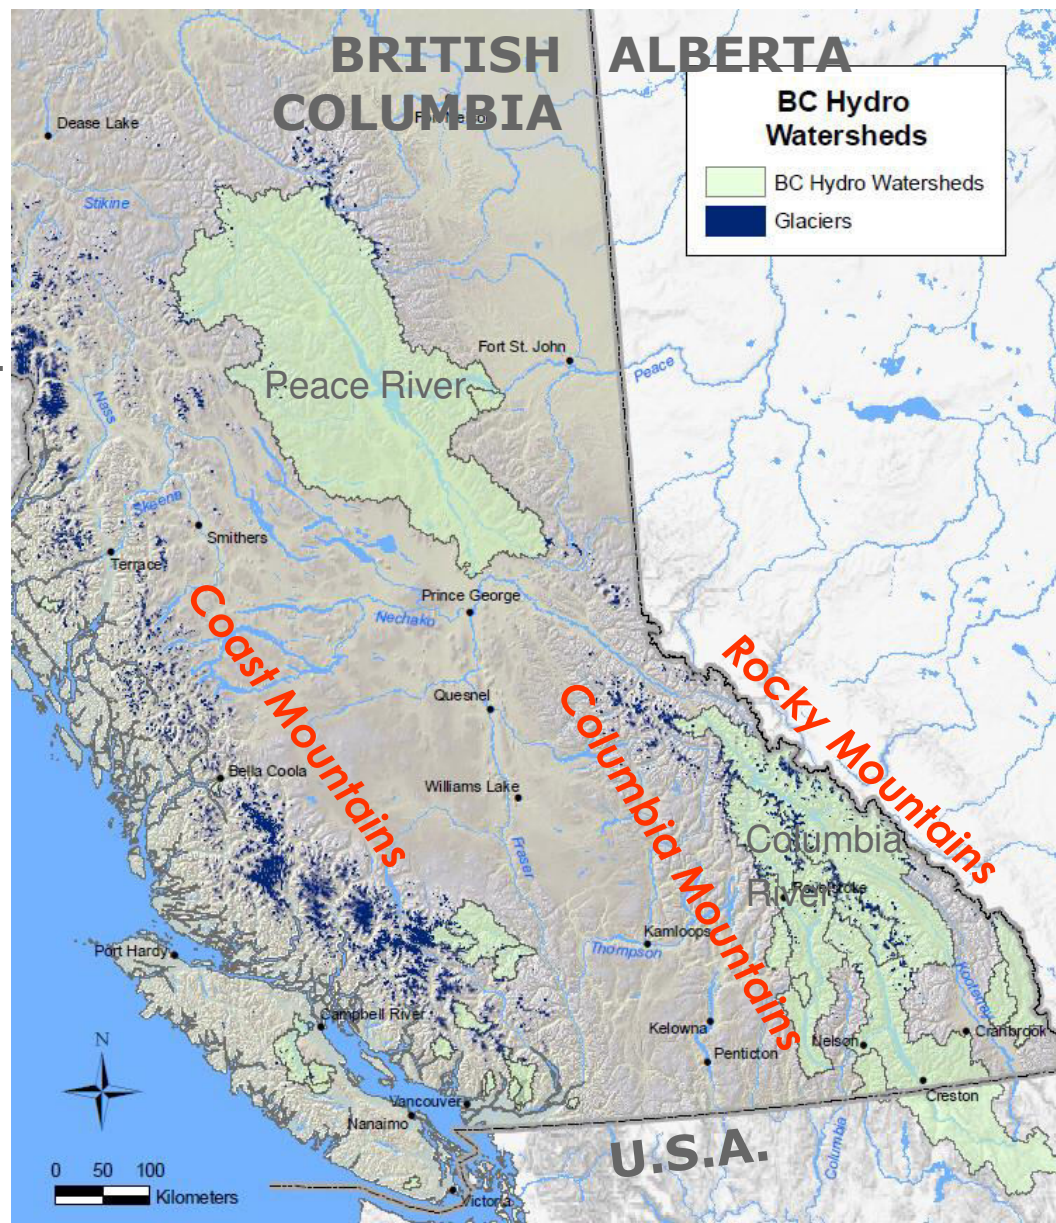 BRITISH ALBERTA
COLUMBIA
BC Hydro
Watersheds
BC Hydro Watersheds
Glaciers
Dease Lake
Stikine
Fort St. John
Peace
Peace River
Nass
Skeena
Smithers
Terrace
Prince George
Nechako
Coast Mountains
Rocky Mountains
Quesnel
Columbia Mountains
Bella Coola
Williams Lake
Fraser
Columbia
River
Revelstoke
Kamloops
Thompson
Port Hardy
Kootenay
Campbell River
Kelowna
Cranbrook
Nelson
Penticton
N
Creston
Vancouver
Nanaimo
U.S.A.
Columbia
0 50 100
Kilometers
Victoria